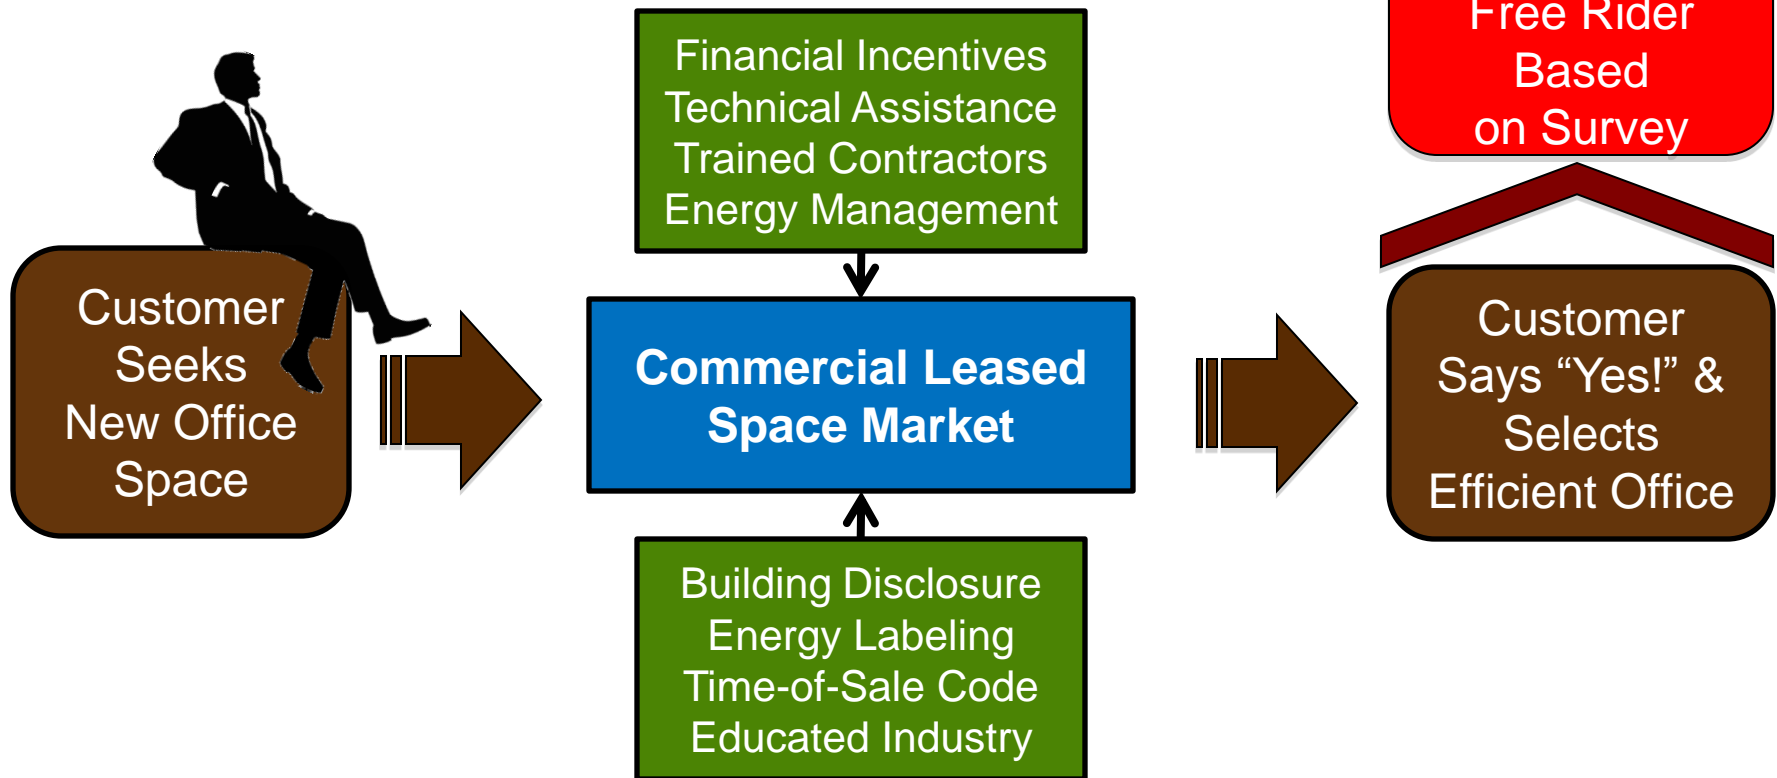 Customer
Seeks
New Office
Space
Financial Incentives
Technical Assistance
Trained Contractors
Energy Management
Commercial Leased
Space Market
Building Disclosure
Energy Labeling
Time-of-Sale Code
Educated Industry
Free Rider
Based
on Survey
Customer
Says “Yes!” &
Selects
Efficient Office